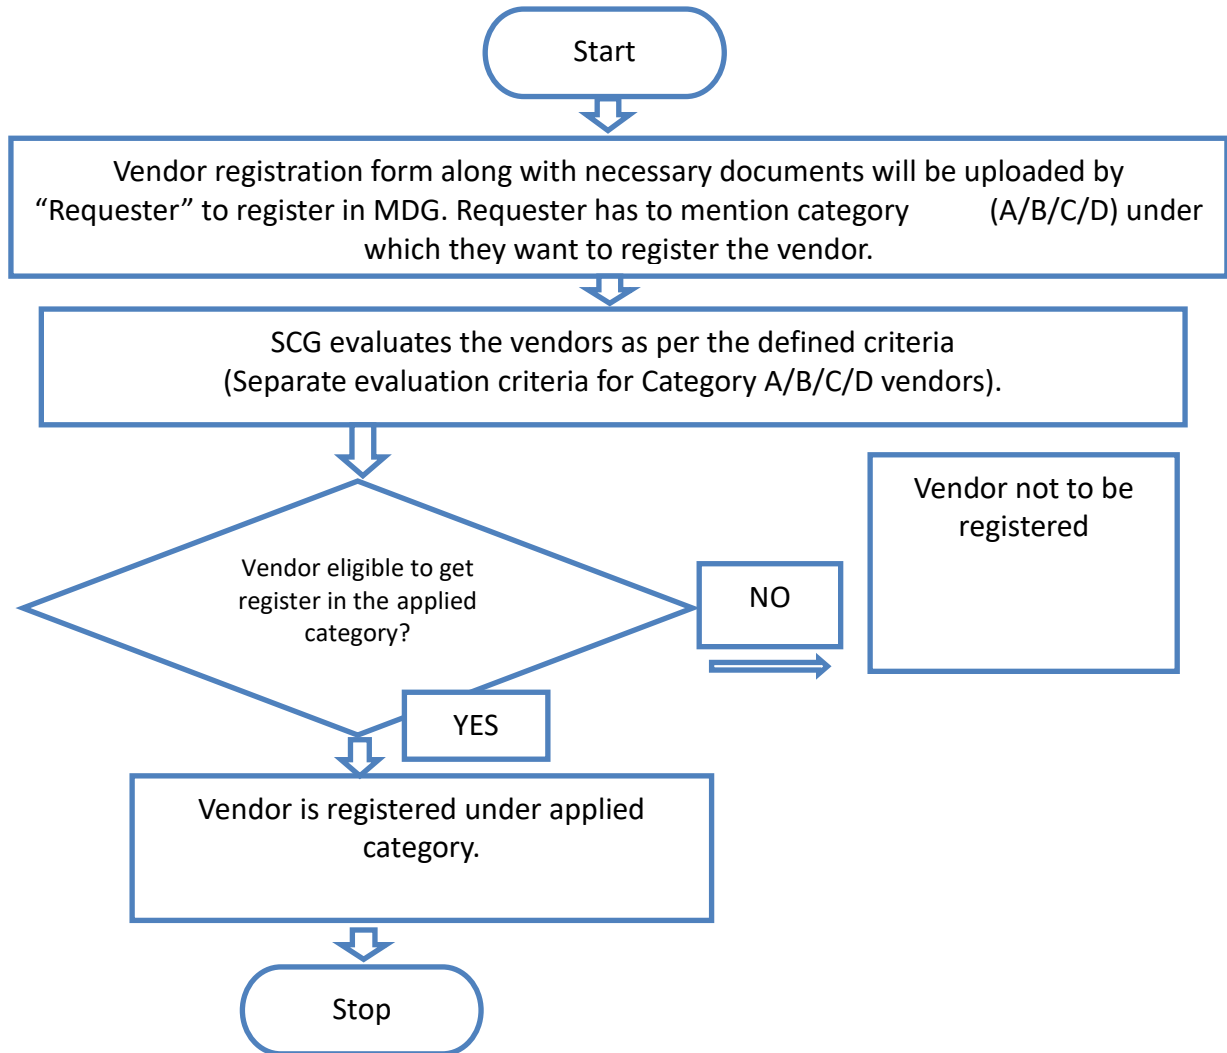 Start
Vendor registration form along with necessary documents will be uploaded by
“Requester” to register in MDG. Requester has to mention category (A/B/C/D) under
which they want to register the vendor.
SCG evaluates the vendors as per the defined criteria
(Separate evaluation criteria for Category A/B/C/D vendors).
Vendor not to be
registered
Vendor eligible to get
register in the applied
category?
NO
YES
Vendor is registered under applied
category.
Stop